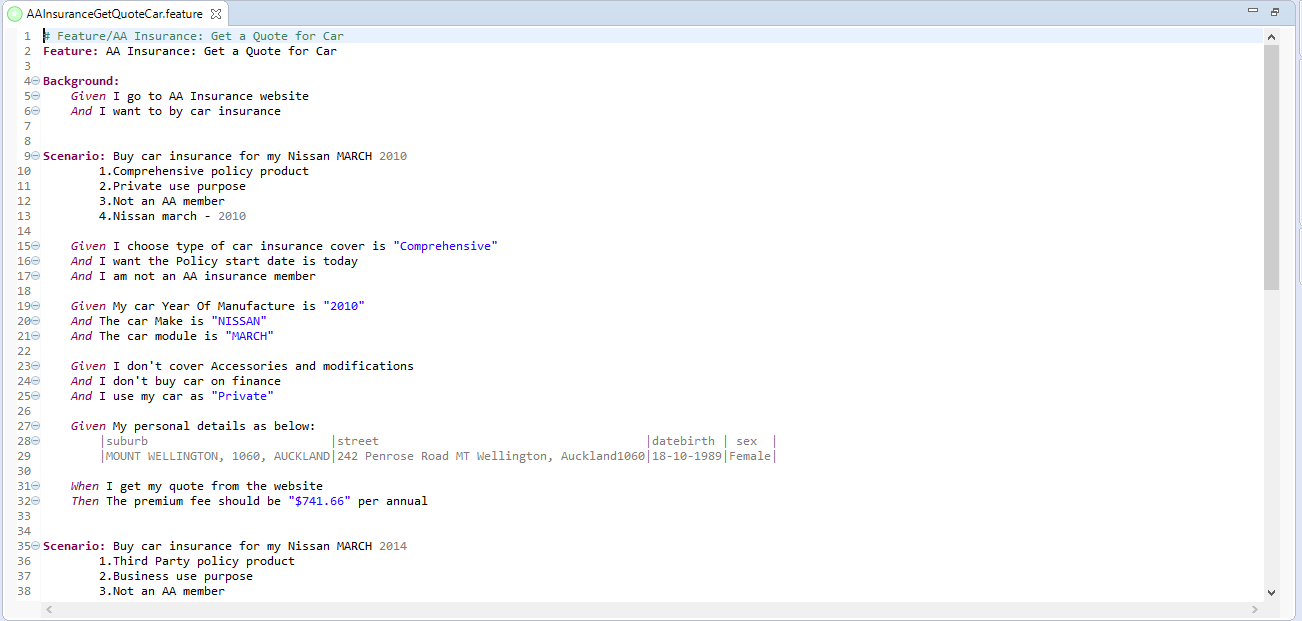 AAInsuranceGetQuoteCar.feature
1 # Feature/AA Insurance: Get a Quote for Car
2 Feature: AA Insurance: Get a Quote for Car
3
4 Background:
5 Given I go to AA Insurance website
6 And I want to by car insurance
7
8
9 Scenario: Buy car insurance for my Nissan MARCH 2010
10 1.Comprehensive policy product
11 2.Private use purpose
12 3.Not an AA member
13 4.Nissan march - 2010
14
15 Given I choose type of car insurance cover is "Comprehensive"
16 And I want the Policy start date is today
17 And I am not an AA insurance member
18
19 Given My car Year Of Manufacture is "2010"
20 And The car Make is "NISSAN"
21 And The car module is "MARCH"
22
23 Given I don't cover Accessories and modifications
24 And I don't buy car on finance
25 And I use my car as "Private"
26
27 Given My personal details as below:
28 |suburb |street |datebirth | sex |
29 |MOUNT WELLINGTON, 1060, AUCKLAND|242 Penrose Road MT Wellington, Auckland1060|18-10-1989|Female|
30
31 When I get my quote from the website
32 Then The premium fee should be "$741.66" per annual
33
34
35 Scenario: Buy car insurance for my Nissan MARCH 2014
36 1.Third Party policy product
37 2.Business use purpose
38 3.Not an AA member